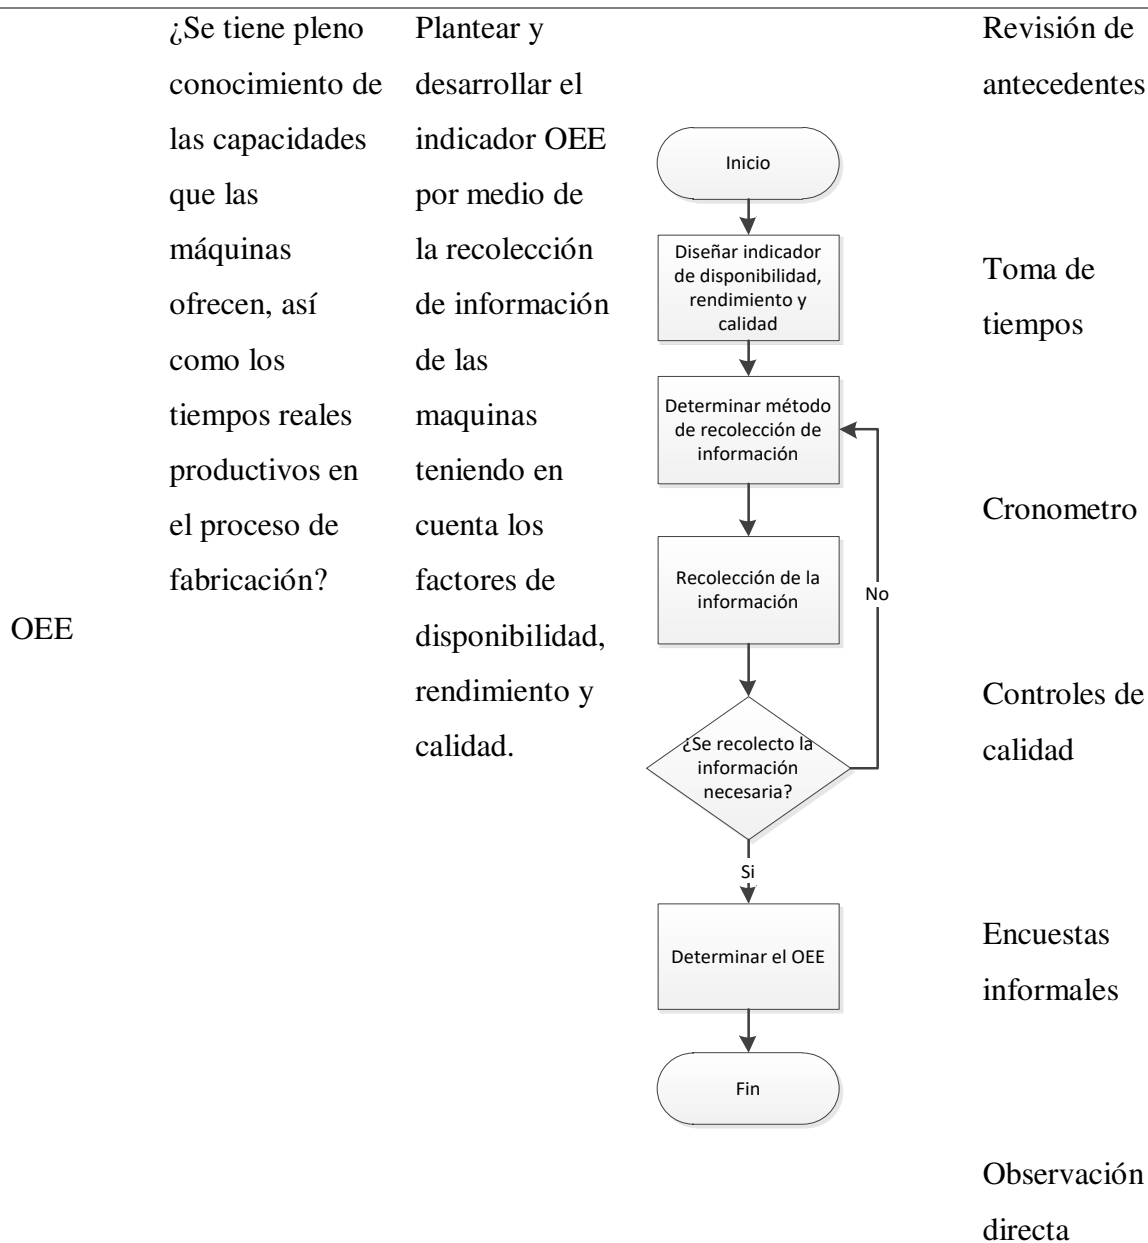 OEE
¿Se tiene pleno
conocimiento de
las capacidades
que las
máquinas
ofrecen, así
como los
tiempos reales
productivos en
el proceso de
fabricación?
Plantear y
desarrollar el
indicador OEE
por medio de
la recolección
de información
de las
maquinas
teniendo en
cuenta los
factores de
disponibilidad,
rendimiento y
calidad.
Inicio
Diseñar indicador
de disponibilidad,
rendimiento y
calidad
Determinar método
de recolección de
información
Recolección de la
información
No
¿Se recolecto la
información
necesaria?
Si
Determinar el OEE
Fin
Revisión de
antecedentes
Toma de
tiempos
Cronometro
Controles de
calidad
Encuestas
informales
Observación
directa